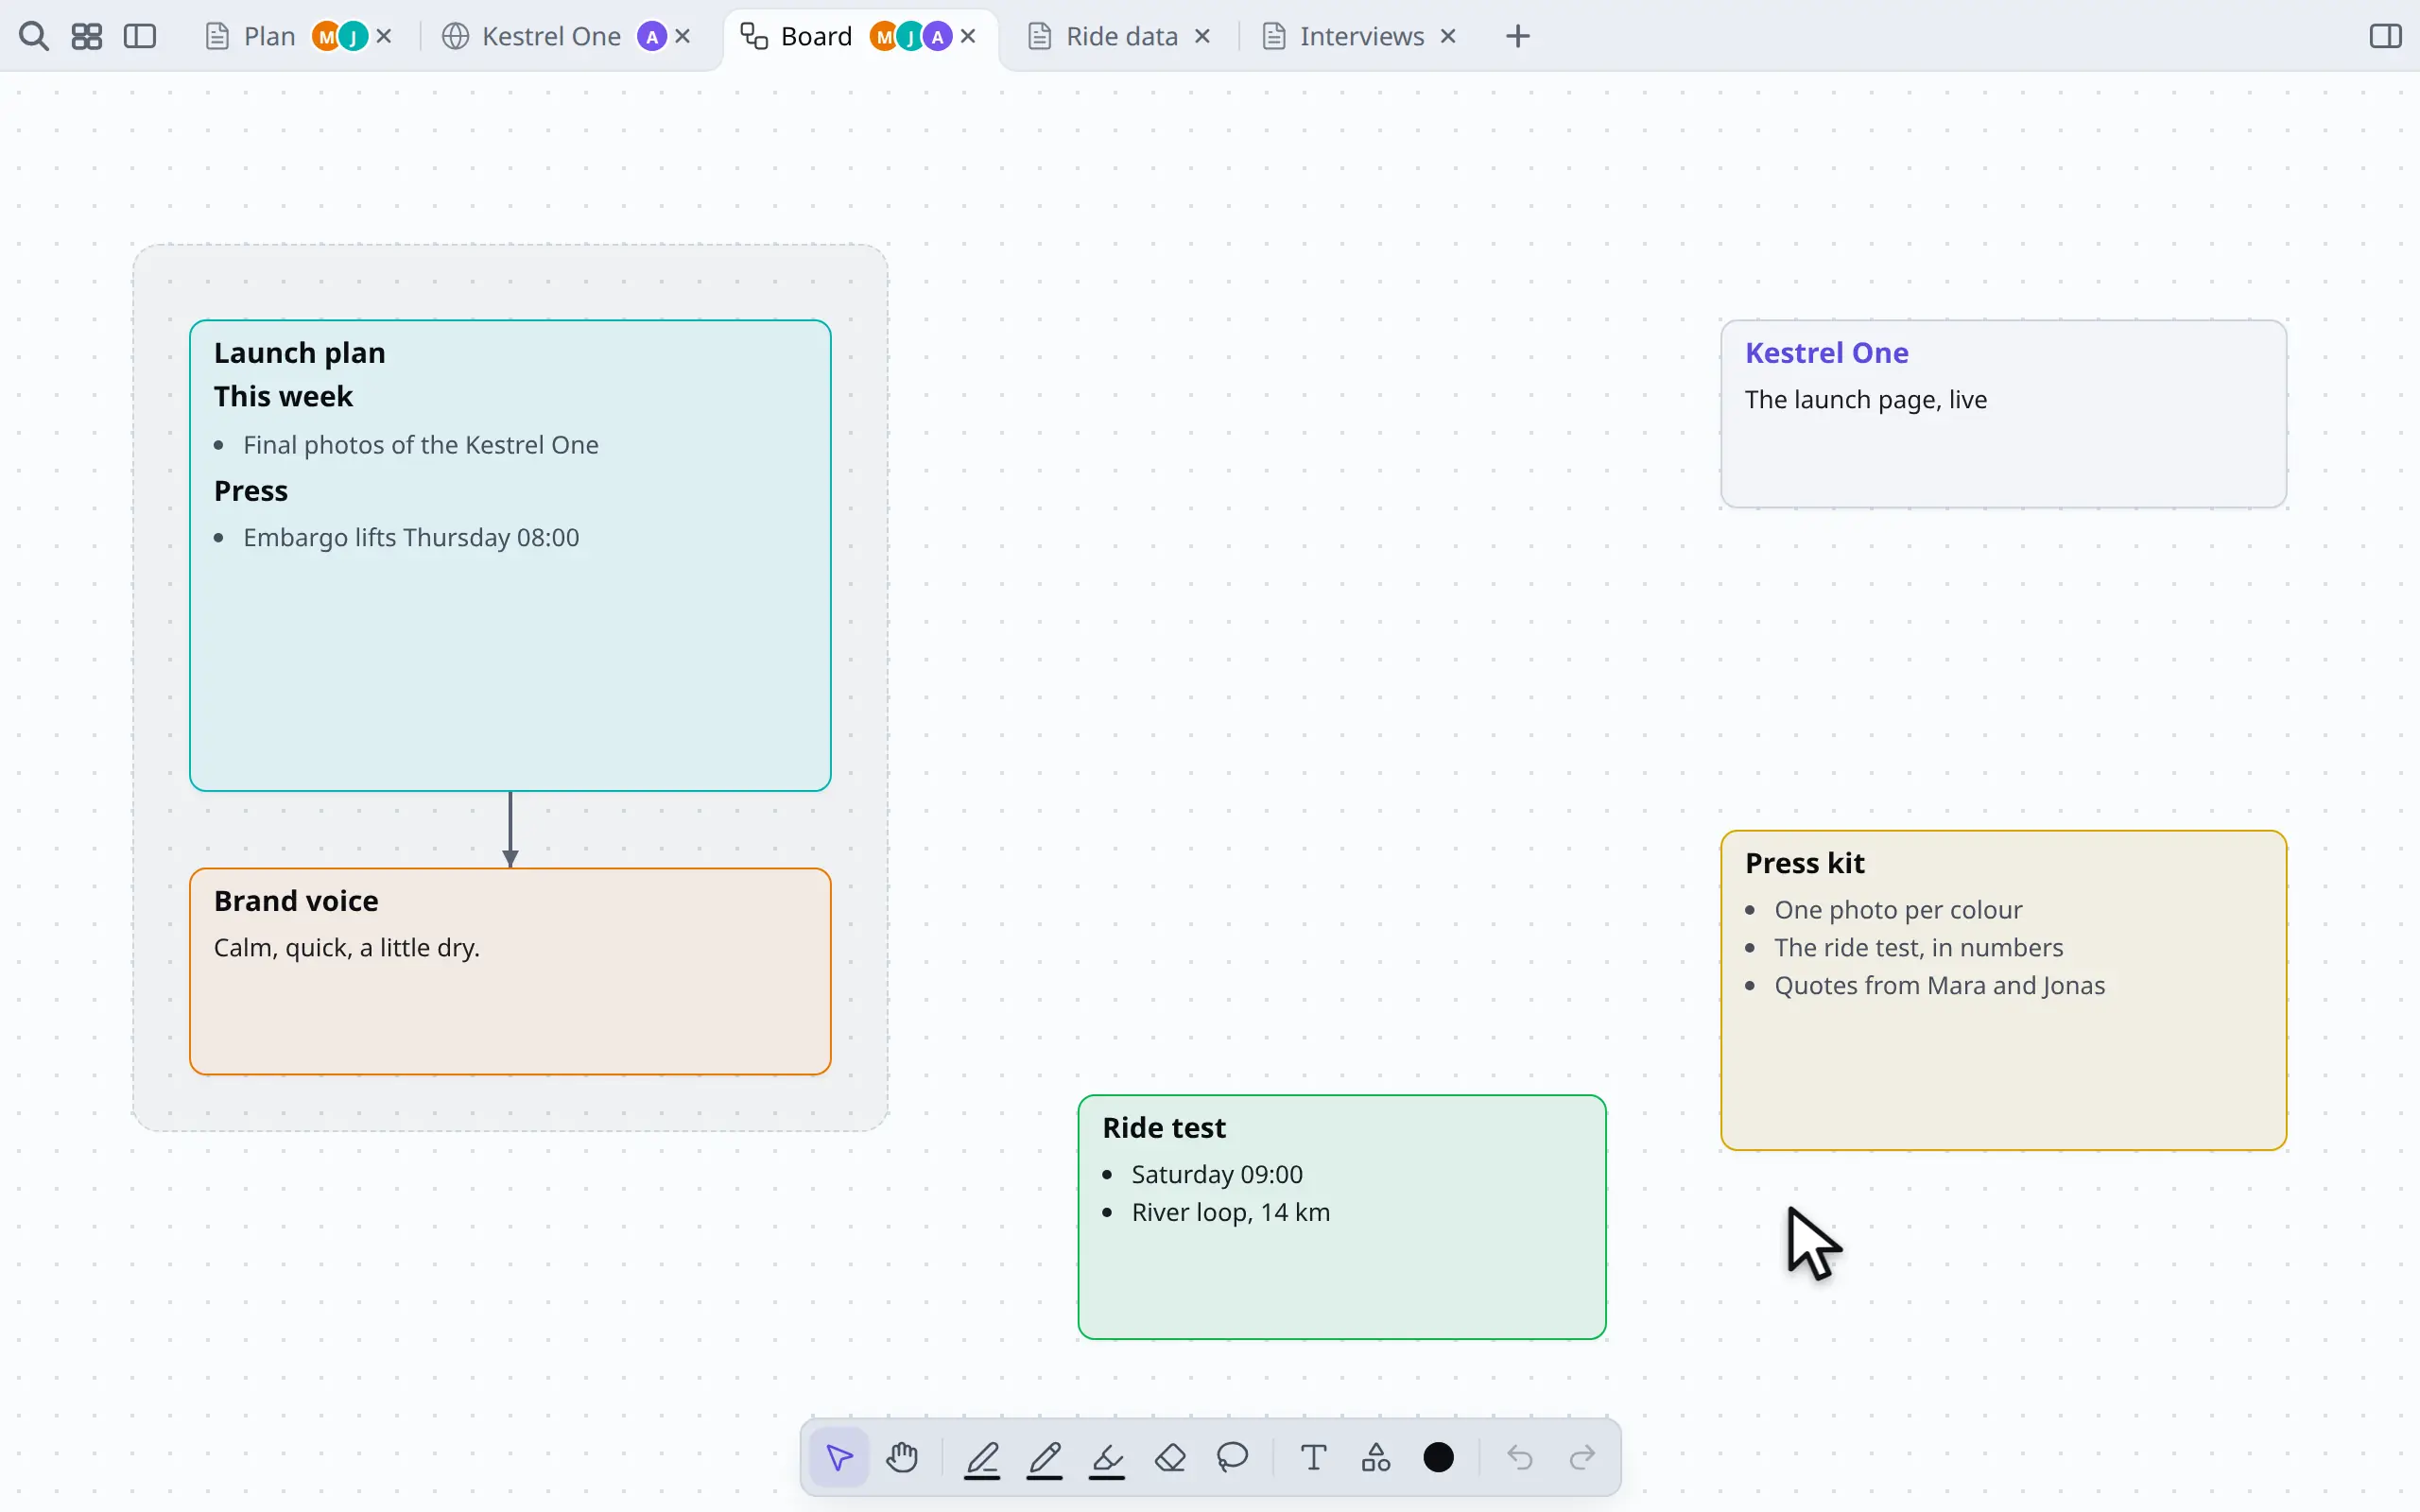 Plan M J
Kestrel One A
Board M J A
Ride data
Interviews
Launch plan
This week
Final photos of the Kestrel One
Press
Embargo lifts Thursday 08:00
Brand voice
Calm, quick, a little dry.
Kestrel One
The launch page, live
Press kit
One photo per colour
The ride test, in numbers
Quotes from Mara and Jonas
Ride test
Saturday 09:00
River loop, 14 km